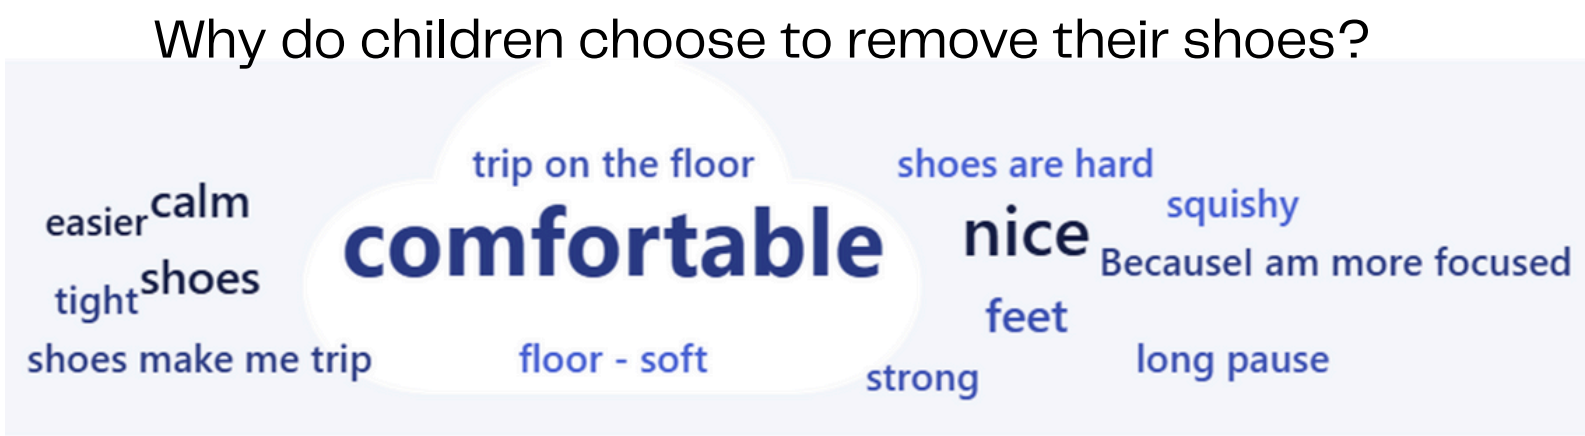 Why do children choose to remove their shoes?
trip on the floor
shoes are hard
calm
easier
squishy
comfortable
nice
BecauseI am more focused
shoes
tight
feet
shoes make me trip
floor - soft
long pause
strong